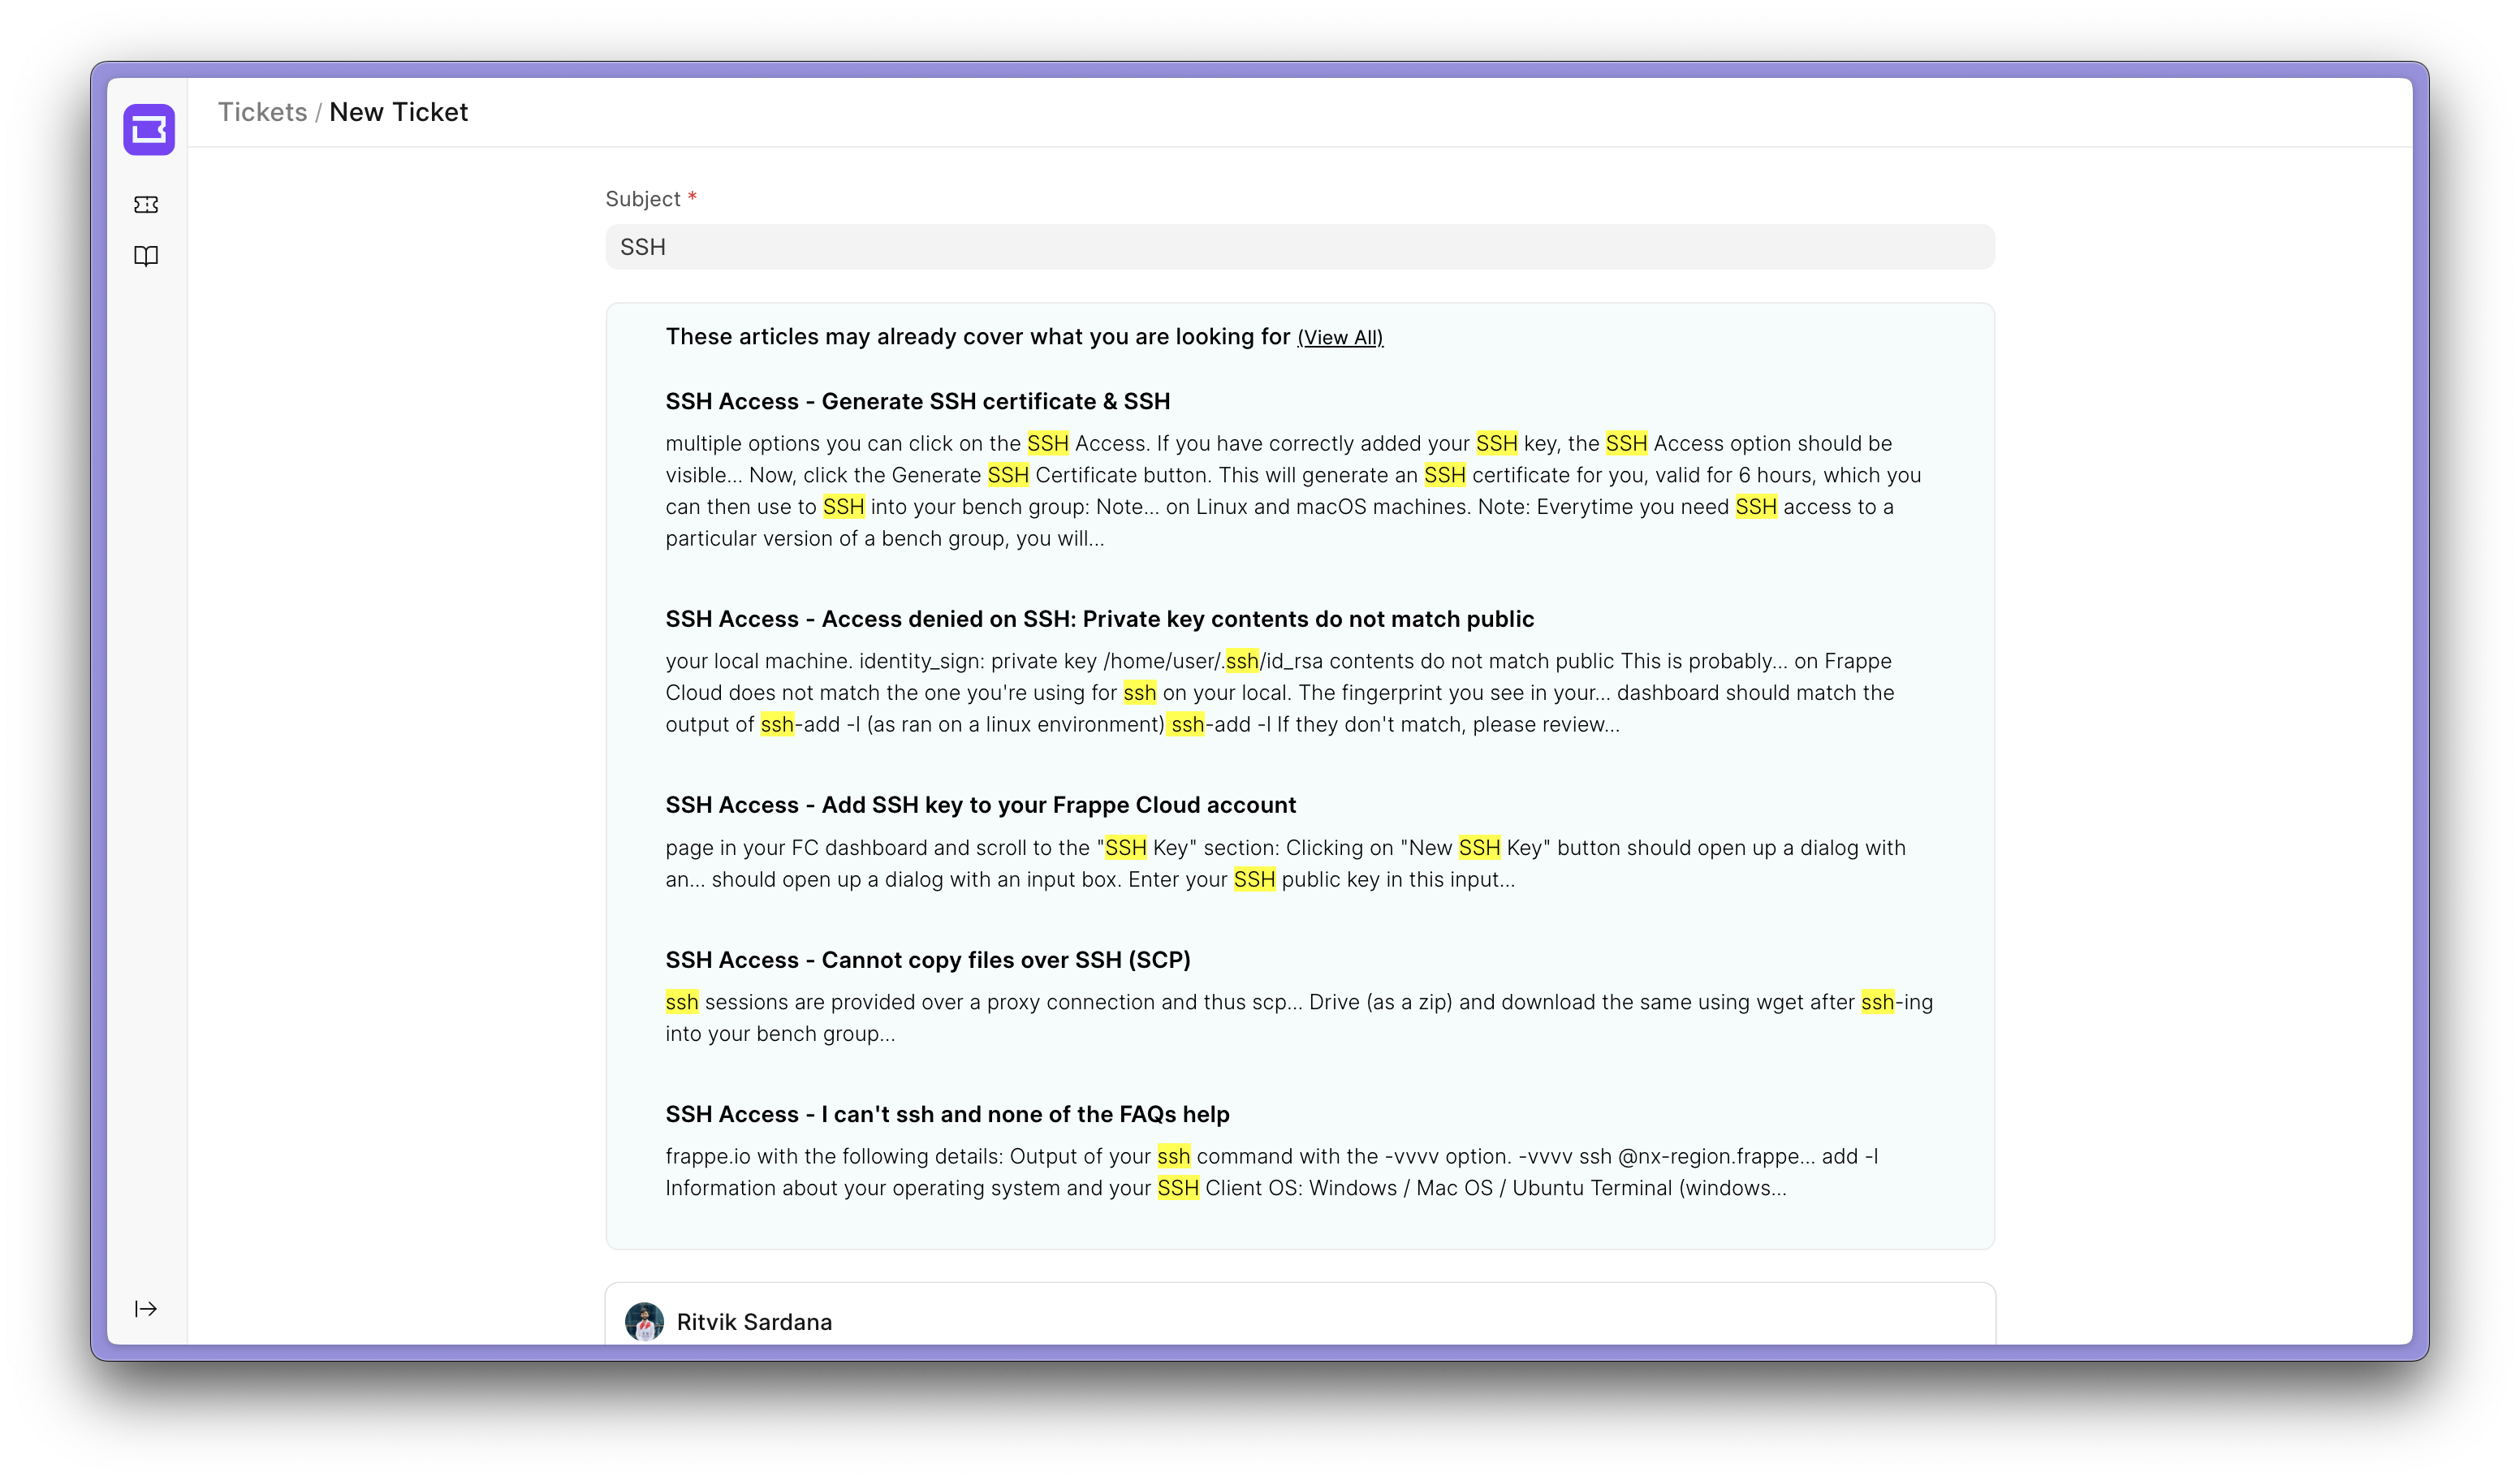 Tickets / New Ticket
Subject *
SSH
These articles may already cover what you are looking for (View All)
SSH Access - Generate SSH certificate & SSH
multiple options you can click on the SSH Access. If you have correctly added your SSH key, the SSH Access option should be
visible... Now, click the Generate SSH Certificate button. This will generate an SSH certificate for you, valid for 6 hours, which you
can then use to SSH into your bench group: Note... on Linux and macOS machines. Note: Everytime you need SSH access to a
particular version of a bench group, you will...
SSH Access - Access denied on SSH: Private key contents do not match public
your local machine. identity_sign: private key /home/user/.ssh/id_rsa contents do not match public This is probably... on Frappe
Cloud does not match the one you're using for ssh on your local. The fingerprint you see in your... dashboard should match the
output of ssh-add -l (as ran on a linux environment) ssh-add -l If they don't match, please review...
SSH Access - Add SSH key to your Frappe Cloud account
page in your FC dashboard and scroll to the "SSH Key" section: Clicking on "New SSH Key" button should open up a dialog with
an... should open up a dialog with an input box. Enter your SSH public key in this input...
SSH Access - Cannot copy files over SSH (SCP)
ssh sessions are provided over a proxy connection and thus scp... Drive (as a zip) and download the same using wget after ssh-ing
into your bench group...
SSH Access - I can't ssh and none of the FAQs help
frappe.io with the following details: Output of your ssh command with the -vvvv option. -vvvv ssh @nx-region.frappe... add -l
Information about your operating system and your SSH Client OS: Windows / Mac OS / Ubuntu Terminal (windows...
Ritvik Sardana